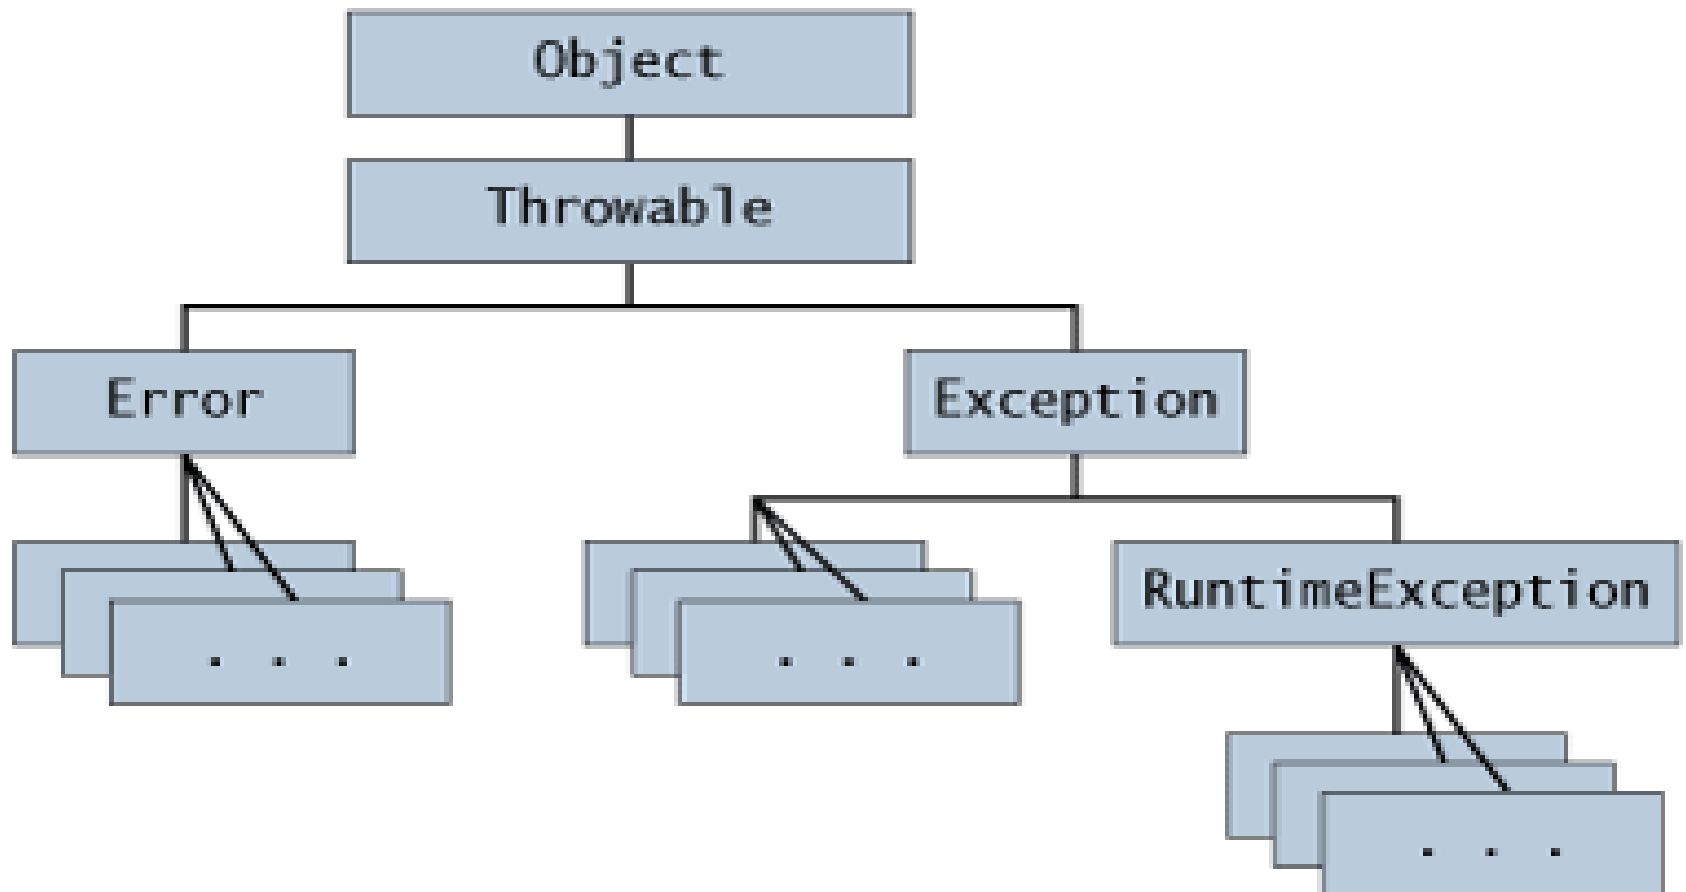 Object
Throwable
Error
Exception
. . .
. . .
RuntimeException
. . .